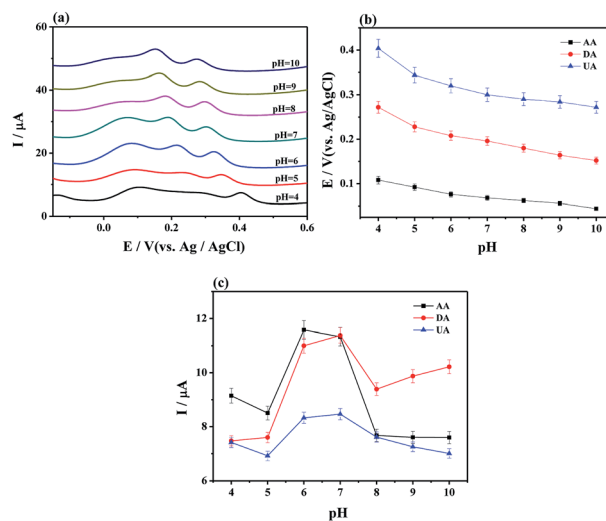 (a)
60
40
20
0
I / μA
pH=10
pH=9
pH=8
pH=7
pH=6
pH=5
pH=4
0.0
0.2
0.4
0.6
E / V(vs. Ag / AgCl)
(b)
0.4
0.3
0.2
0.1
E / V(vs. Ag/AgCl)
AA
DA
UA
4 5 6 7 8 9 10
pH
(c)
12
10
8
6
I / μA
AA
DA
UA
4 5 6 7 8 9 10
pH